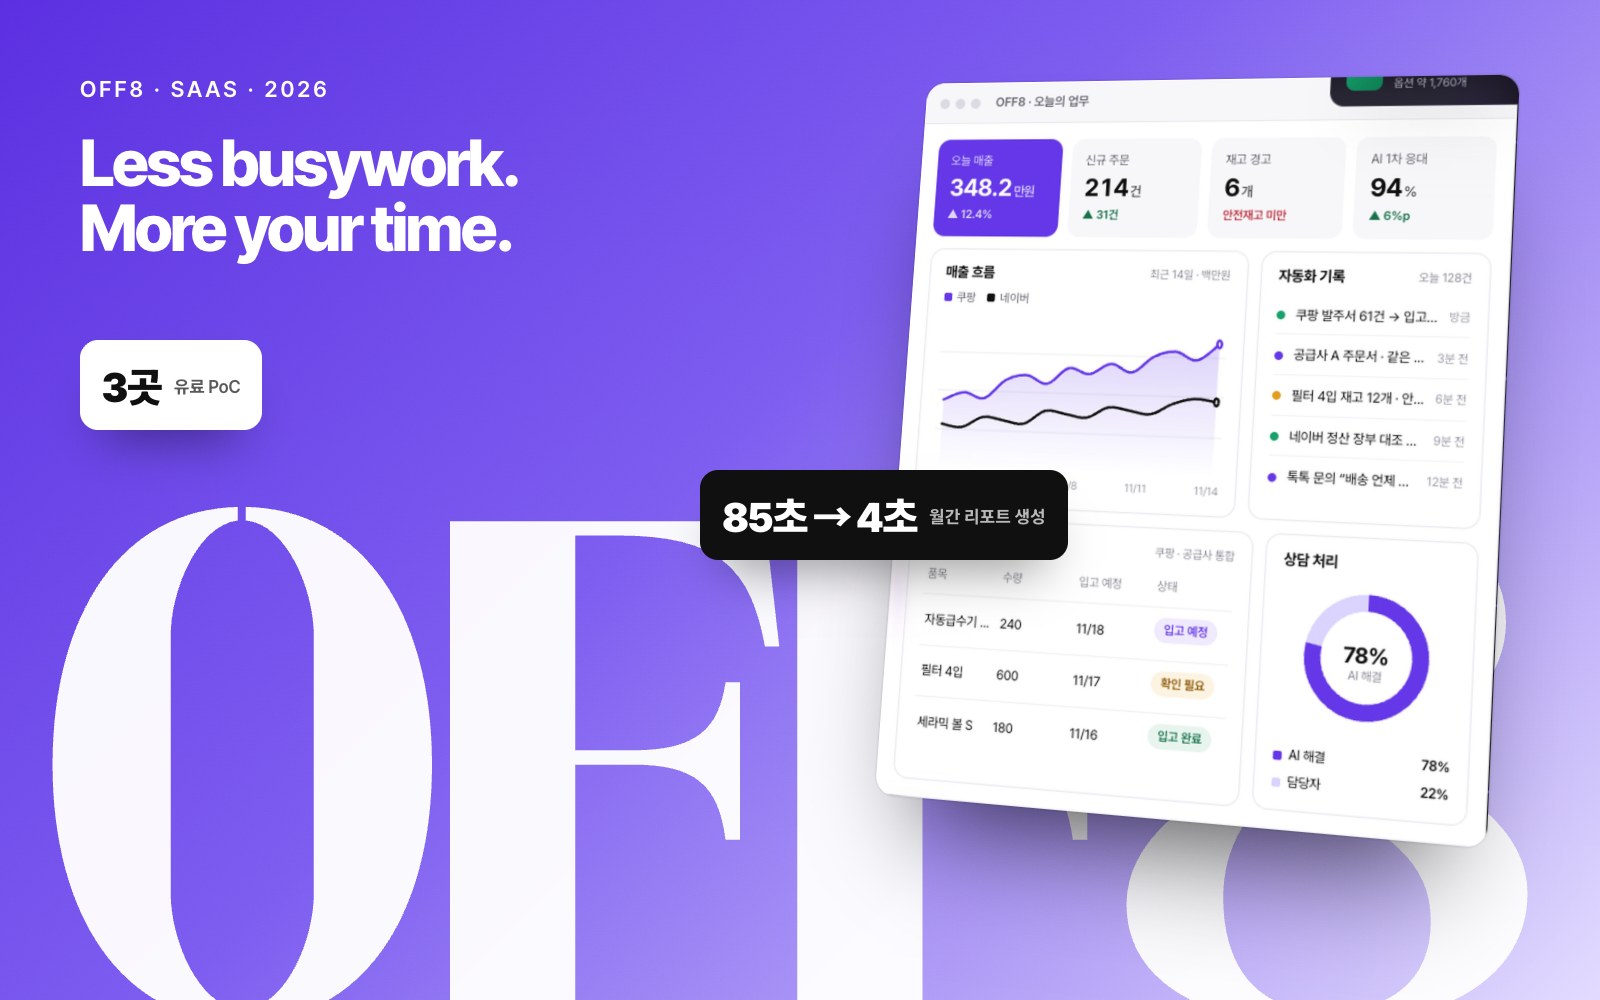 OFF8 · SAAS · 2026
Less busywork.
More your time.
3곳 유료 PoC
OFF8
85초 → 4초 월간 리포트 생성
OFF8 · 오늘의 업무
옵션 약 1,760개
오늘 매출
348.2만원
▲ 12.4%
신규 주문
214건
▲ 31건
재고 경고
6개
안전재고 미만
AI 1차 응대
94%
▲ 6%p
매출 흐름 최근 14일 · 백만원
쿠팡 네이버
/8 11/11 11/14
자동화 기록 오늘 128건
쿠팡 발주서 61건 → 입고... 방금
공급사 A 주문서 · 같은 ... 3분 전
필터 4입 재고 12개 · 안... 6분 전
네이버 정산 장부 대조 ... 9분 전
톡톡 문의 “배송 언제 ... 12분 전
쿠팡 · 공급사 통합
품목 수량 입고 예정 상태
자동급수기 ... 240 11/18 입고 예정
필터 4입 600 11/17 확인 필요
세라믹 볼 S 180 11/16 입고 완료
상담 처리
78%
AI 해결
AI 해결 78%
담당자 22%